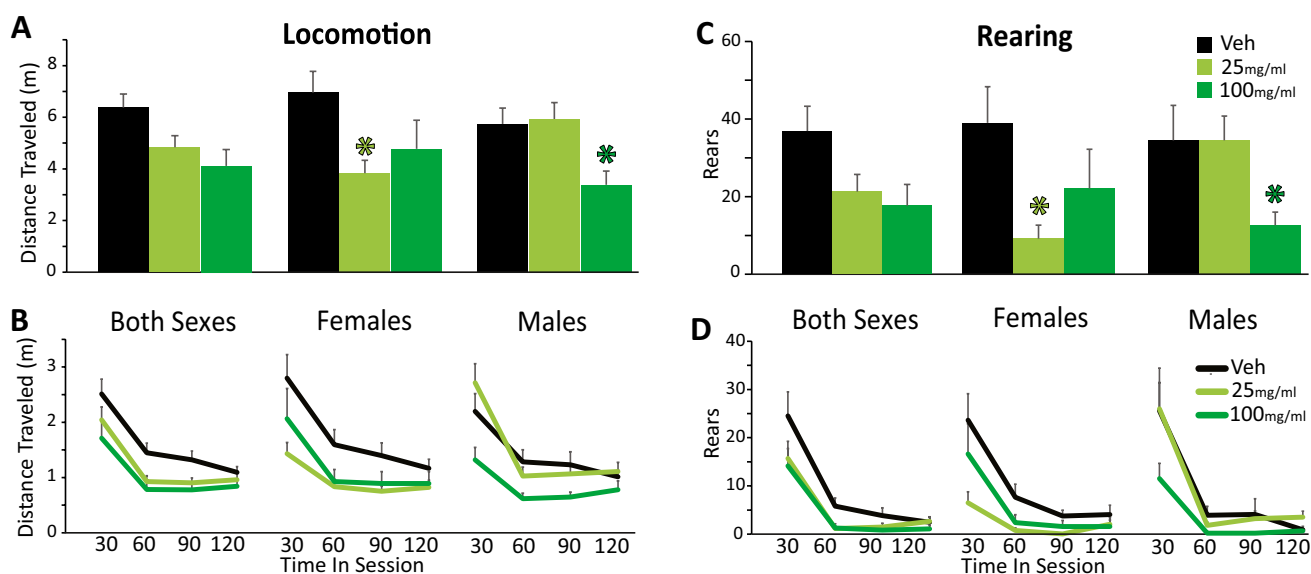 A
Locomotion
Distance Traveled (m)
8
6
4
2
0
C
Rearing
Rears
60
40
20
0
Veh
25mg/ml
100mg/ml
B
Both Sexes
Females
Males
Distance Traveled (m)
3
2
1
0
30 60 90 120
30 60 90 120
30 60 90 120
Time In Session
D
Both Sexes
Females
Males
Rears
40
30
20
10
0
Veh
25mg/ml
100mg/ml
30 60 90 120
30 60 90 120
30 60 90 120
Time In Session